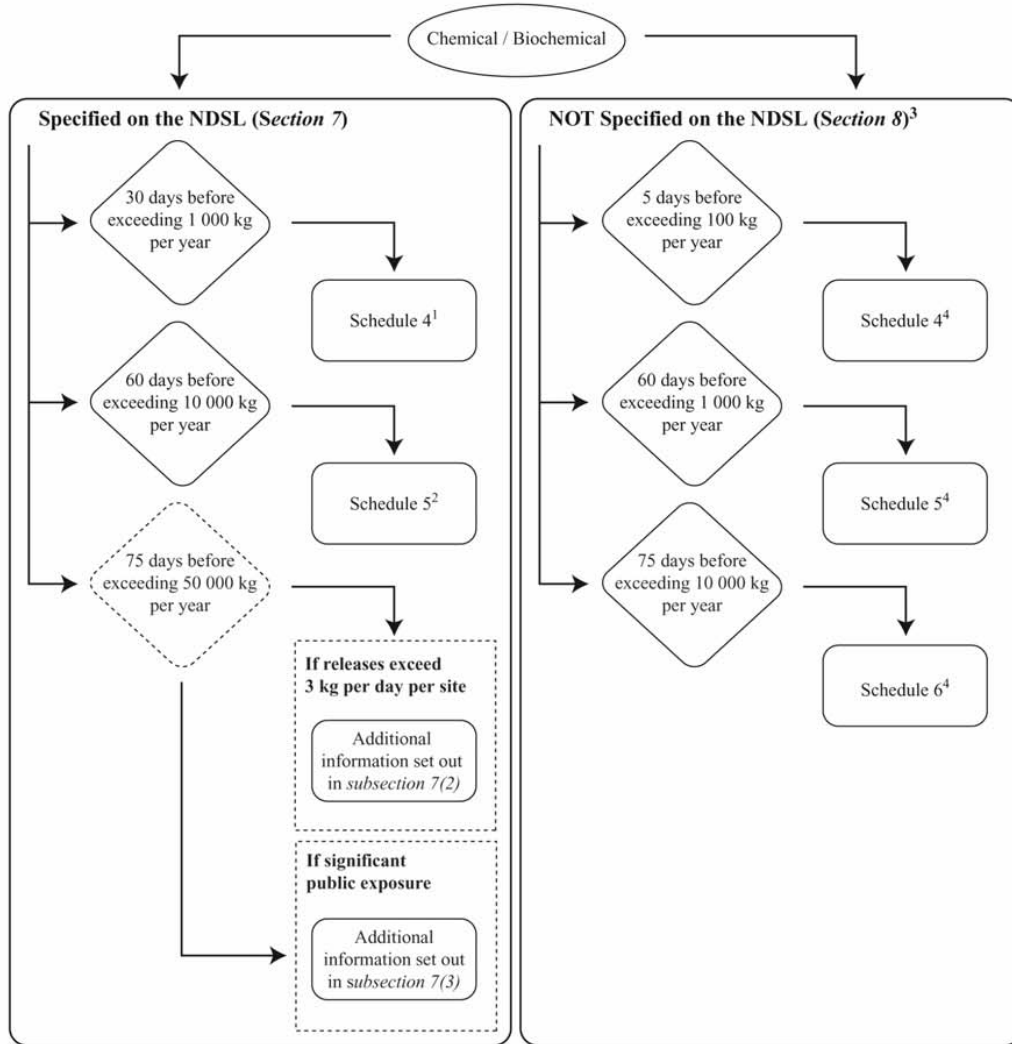 Chemical / Biochemical
Specified on the NDSL (Section 7)
30 days before
exceeding 1 000 kg
per year
Schedule 4¹
60 days before
exceeding 10 000 kg
per year
Schedule 5²
75 days before
exceeding 50 000 kg
per year
If releases exceed
3 kg per day per site
Additional
information set out
in subsection 7(2)
If significant
public exposure
Additional
information set out
in subsection 7(3)
NOT Specified on the NDSL (Section 8)³
5 days before
exceeding 100 kg
per year
Schedule 4⁴
60 days before
exceeding 1 000 kg
per year
Schedule 5⁴
75 days before
exceeding 10 000 kg
per year
Schedule 6⁴